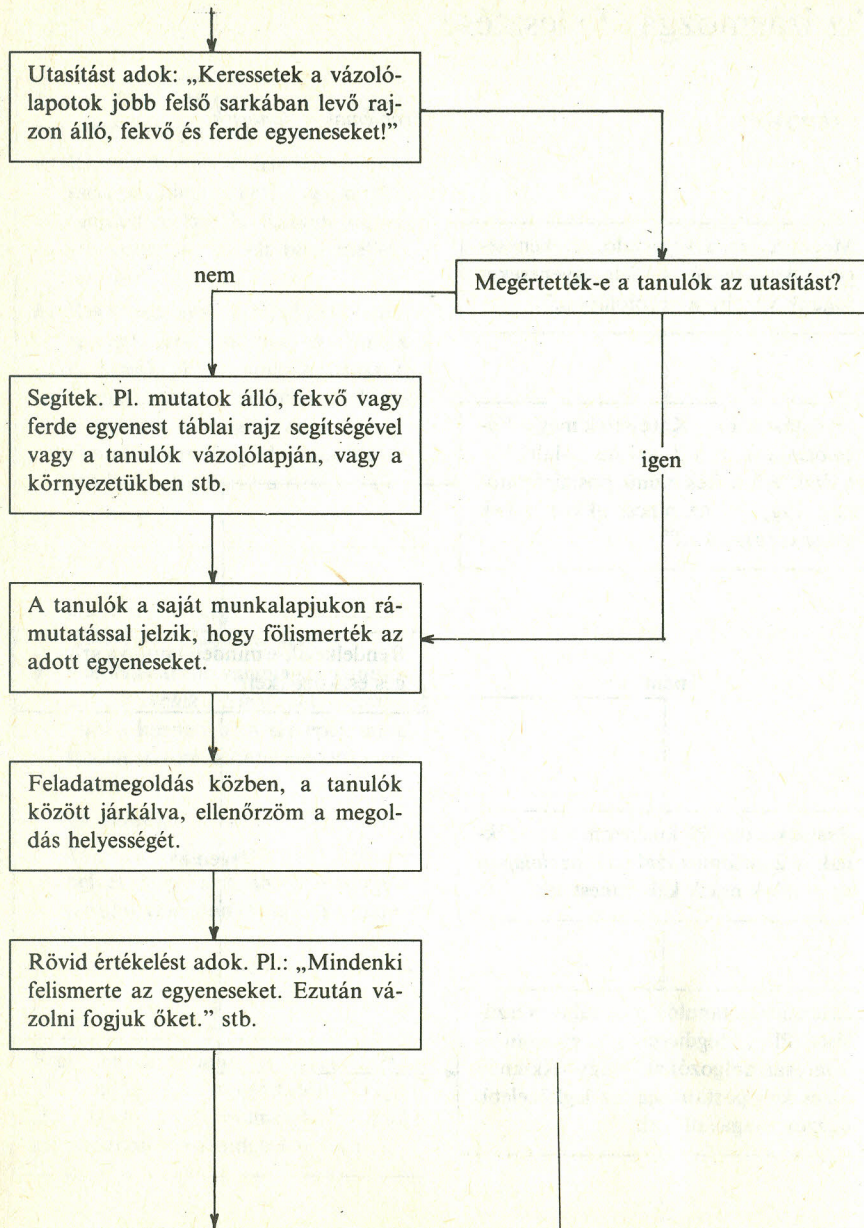 Utasítást adok: „Keressetek a vázoló-
lapotok jobb felső sarkában levő raj-
zon álló, fekvő és ferde egyeneseket!”
Megértették-e a tanulók az utasítást?
nem
Segítek. Pl. mutatok álló, fekvő vagy
ferde egyenest táblai rajz segítségével
vagy a tanulók vázolólapján, vagy a
környezetükben stb.
igen
A tanulók a saját munkalapjukon rá-
mutatással jelzik, hogy fölismerték az
adott egyeneseket.
Feladatmegoldás közben, a tanulók
között járkálva, ellenőrzöm a megol-
dás helyességét.
Rövid értékelést adok. Pl.: „Mindenki
felismerte az egyeneseket. Ezután vá-
zolni fogjuk őket.” stb.